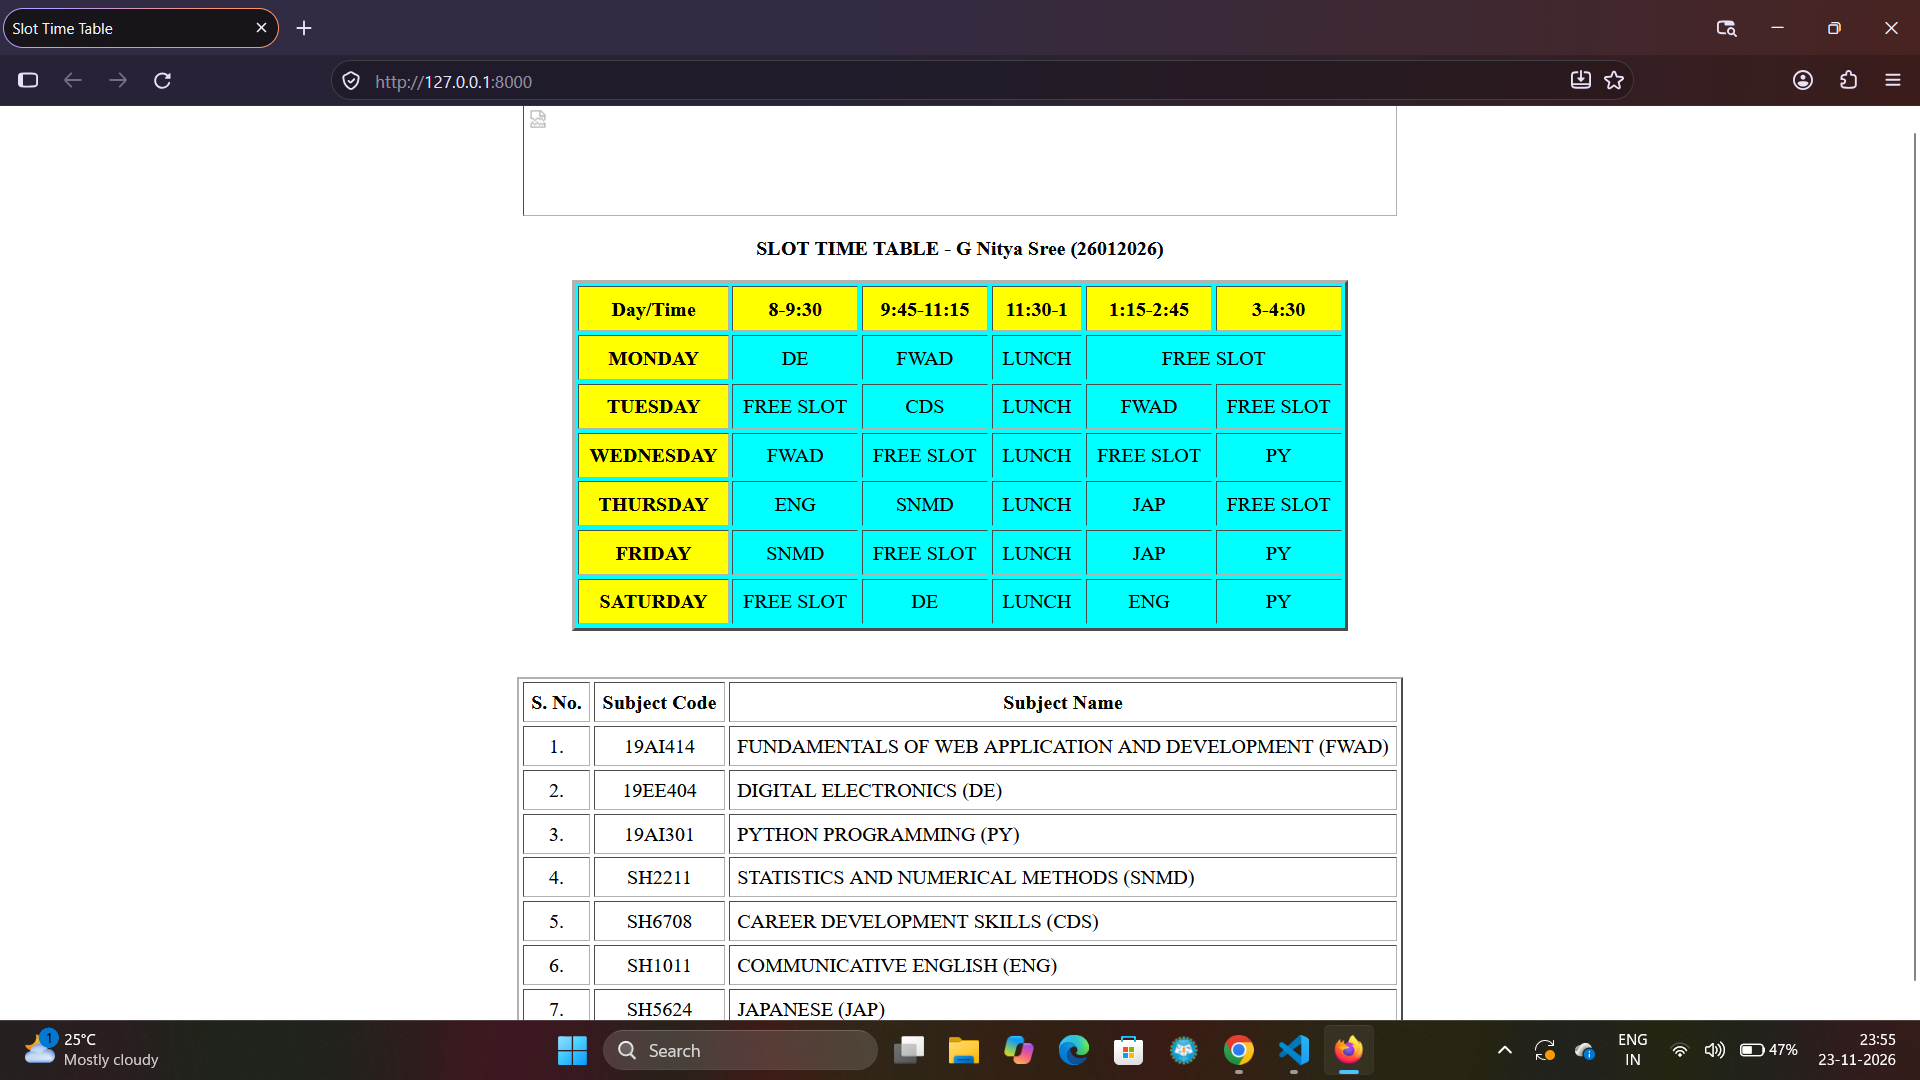 Slot Time Table
http://127.0.0.1:8000
SLOT TIME TABLE - G Nitya Sree (26012026)
Day/Time 8-9:30 9:45-11:15 11:30-1 1:15-2:45 3-4:30
MONDAY DE FWAD LUNCH FREE SLOT
TUESDAY FREE SLOT CDS LUNCH FWAD FREE SLOT
WEDNESDAY FWAD FREE SLOT LUNCH FREE SLOT PY
THURSDAY ENG SNMD LUNCH JAP FREE SLOT
FRIDAY SNMD FREE SLOT LUNCH JAP PY
SATURDAY FREE SLOT DE LUNCH ENG PY
S. No. Subject Code Subject Name
1. 19AI414 FUNDAMENTALS OF WEB APPLICATION AND DEVELOPMENT (FWAD)
2. 19EE404 DIGITAL ELECTRONICS (DE)
3. 19AI301 PYTHON PROGRAMMING (PY)
4. SH2211 STATISTICS AND NUMERICAL METHODS (SNMD)
5. SH6708 CAREER DEVELOPMENT SKILLS (CDS)
6. SH1011 COMMUNICATIVE ENGLISH (ENG)
7. SH5624 JAPANESE (JAP)
1
25°C
Mostly cloudy
Search
ENG
IN
47%
23:55
23-11-2026